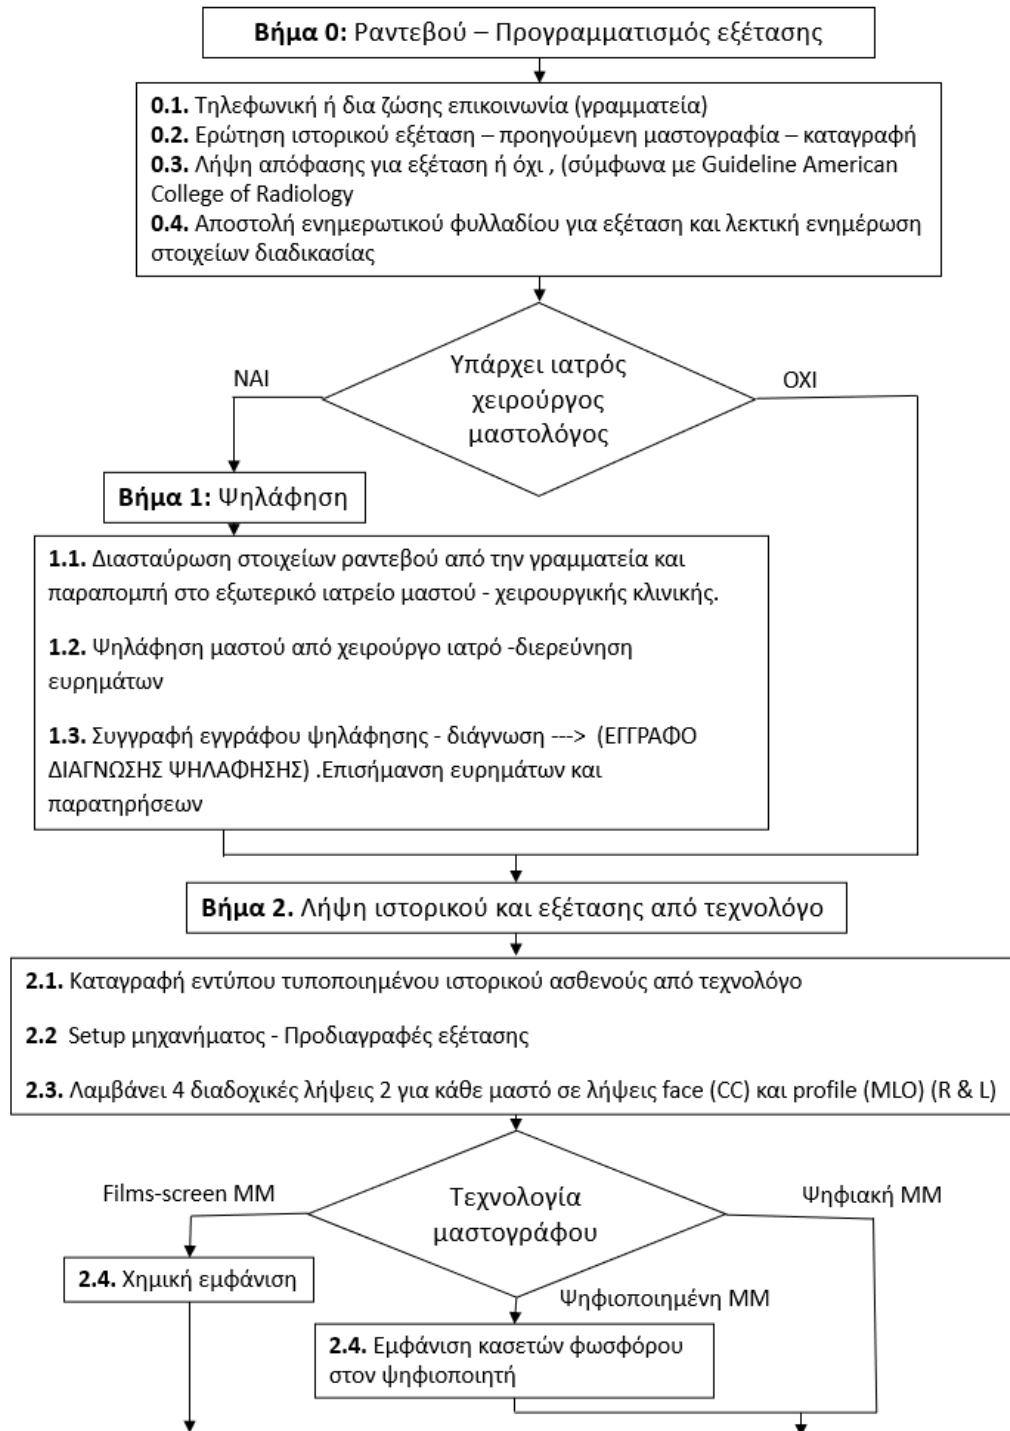 Βήμα 0: Ραντεβού – Προγραμματισμός εξέτασης
0.1. Τηλεφωνική ή δια ζώσης επικοινωνία (γραμματεία)
0.2. Ερώτηση ιστορικού εξέταση – προηγούμενη μαστογραφία – καταγραφή
0.3. Λήψη απόφασης για εξέταση ή όχι , (σύμφωνα με Guideline American
College of Radiology
0.4. Αποστολή ενημερωτικού φυλλαδίου για εξέταση και λεκτική ενημέρωση
στοιχείων διαδικασίας
Υπάρχει ιατρός
χειρούργος
μαστολόγος
ΝΑΙ
ΟΧΙ
Βήμα 1: Ψηλάφηση
1.1. Διασταύρωση στοιχείων ραντεβού από την γραμματεία και
παραπομπή στο εξωτερικό ιατρείο μαστού - χειρουργικής κλινικής.
1.2. Ψηλάφηση μαστού από χειρούργο ιατρό -διερεύνηση
ευρημάτων
1.3. Συγγραφή εγγράφου ψηλάφησης - διάγνωση ---> (ΕΓΓΡΑΦΟ
ΔΙΑΓΝΩΣΗΣ ΨΗΛΑΦΗΣΗΣ) .Επισήμανση ευρημάτων και
παρατηρήσεων
Βήμα 2. Λήψη ιστορικού και εξέτασης από τεχνολόγο
2.1. Καταγραφή εντύπου τυποποιημένου ιστορικού ασθενούς από τεχνολόγο
2.2 Setup μηχανήματος - Προδιαγραφές εξέτασης
2.3. Λαμβάνει 4 διαδοχικές λήψεις 2 για κάθε μαστό σε λήψεις face (CC) και profile (MLO) (R & L)
Films-screen MM
Τεχνολογία
μαστογράφου
Ψηφιακή ΜΜ
2.4. Χημική εμφάνιση
Ψηφιοποιημένη ΜΜ
2.4. Εμφάνιση κασετών φωσφόρου
στον ψηφιοποιητή